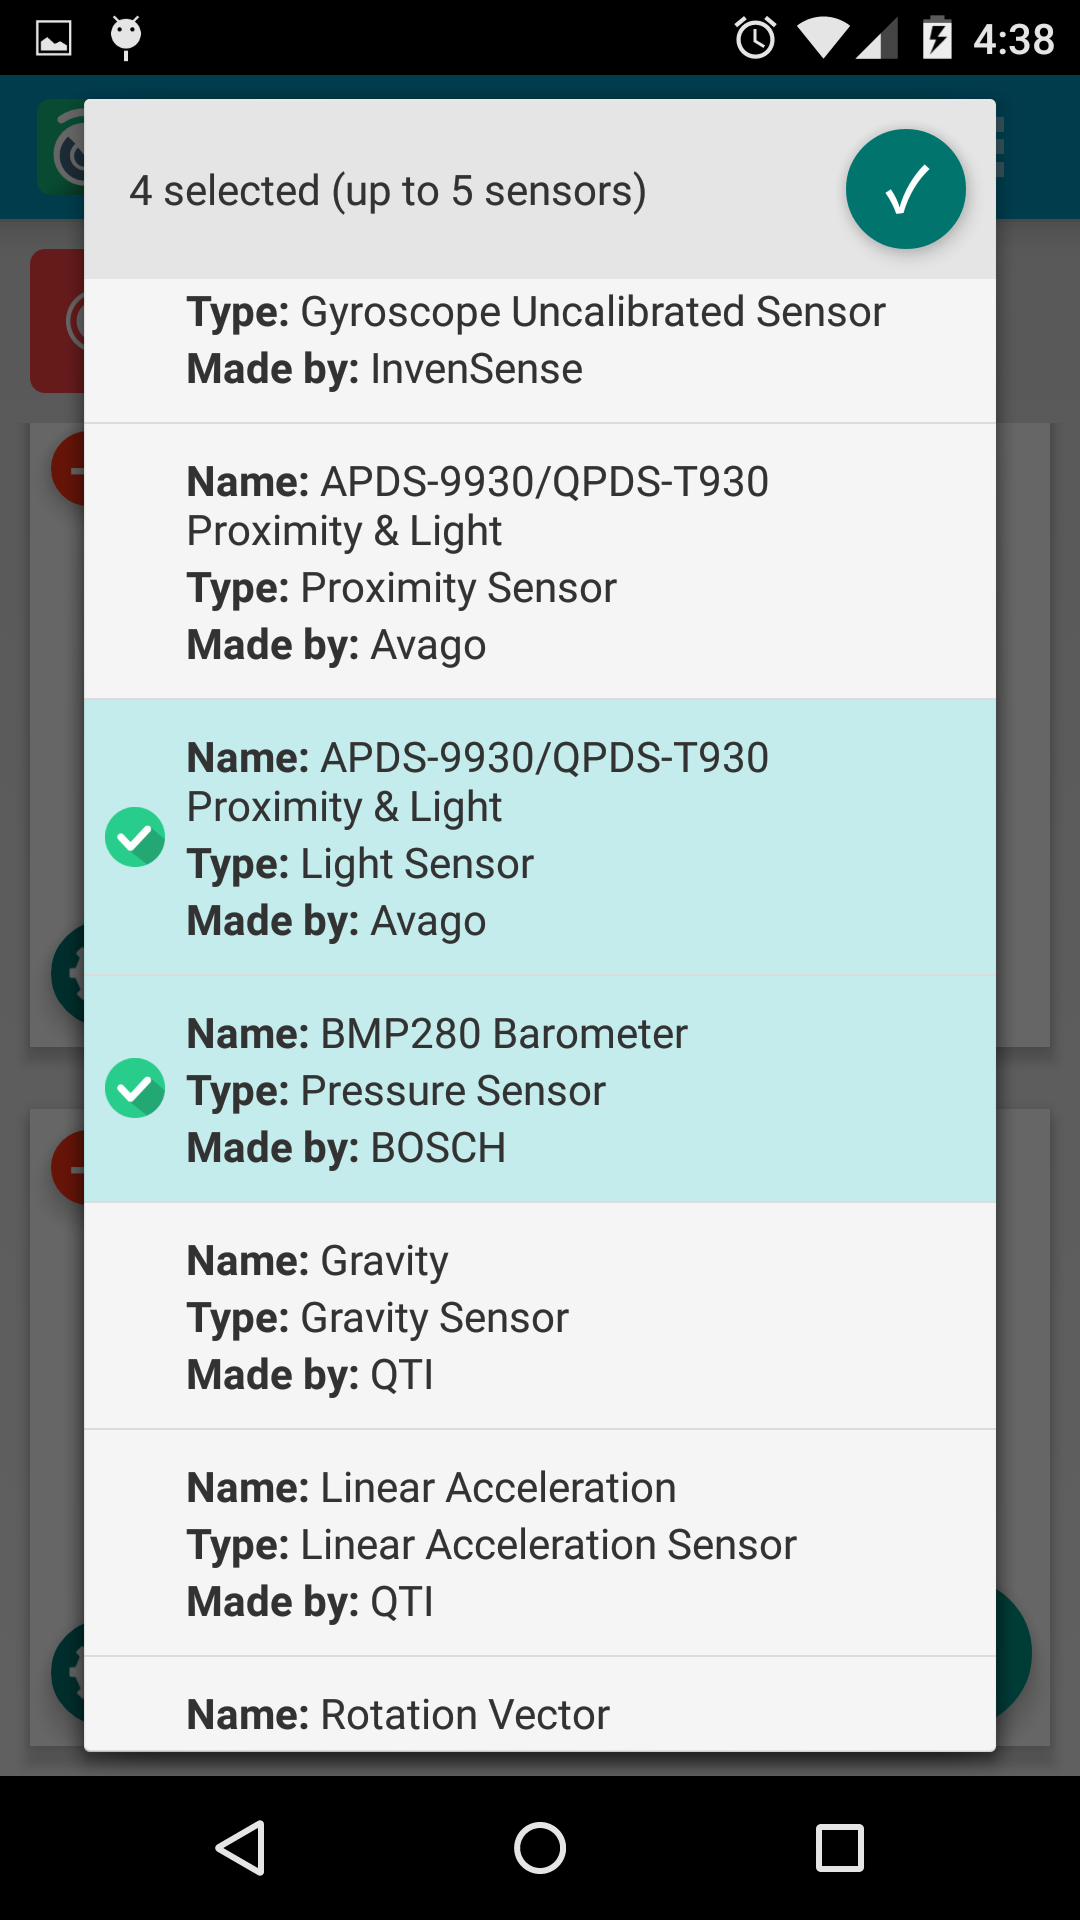 4:38
4 selected (up to 5 sensors)
Type: Gyroscope Uncalibrated Sensor
Made by: InvenSense
Name: APDS-9930/QPDS-T930
Proximity & Light
Type: Proximity Sensor
Made by: Avago
Name: APDS-9930/QPDS-T930
Proximity & Light
Type: Light Sensor
Made by: Avago
Name: BMP280 Barometer
Type: Pressure Sensor
Made by: BOSCH
Name: Gravity
Type: Gravity Sensor
Made by: QTI
Name: Linear Acceleration
Type: Linear Acceleration Sensor
Made by: QTI
Name: Rotation Vector